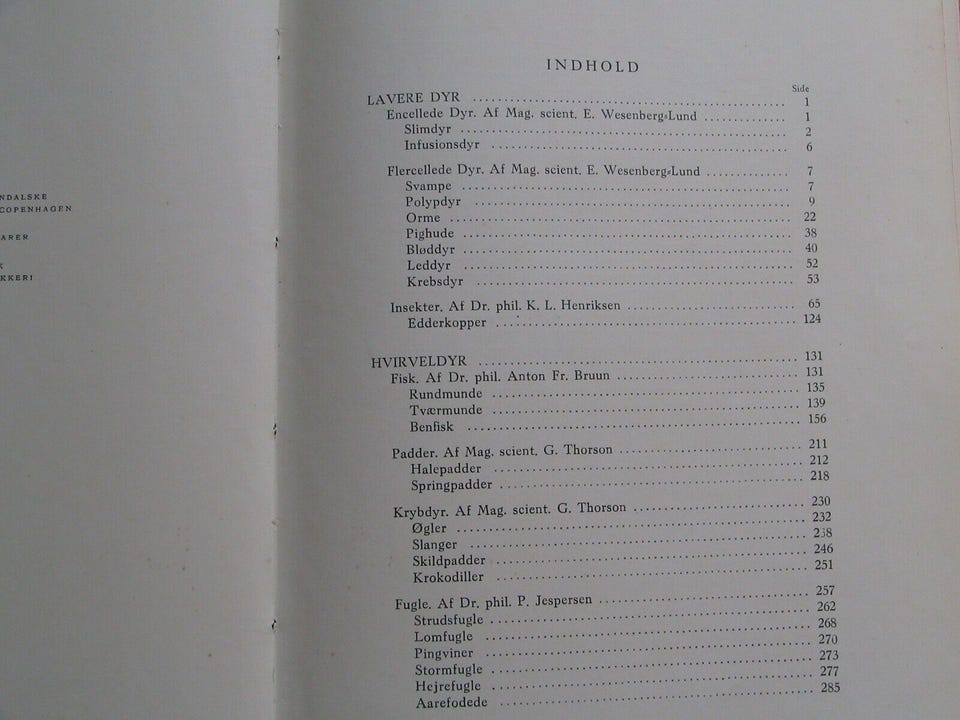 NDALSKE
COPENHAGEN
ARER
K
KKERI
INDHOLD
Side
LAVERE DYR 1
Encellede Dyr. Af Mag. scient. E. Wesenberg-Lund 1
Slimdyr 2
Infusionsdyr 6
Flercellede Dyr. Af Mag. scient. E. Wesenberg-Lund 7
Svampe 7
Polypdyr 9
Orme 22
Pighude 38
Bløddyr 40
Leddyr 52
Krebsdyr 53
Insekter. Af Dr. phil. K. L. Henriksen 65
Edderkopper 124
HVIRVELDYR 131
Fisk. Af Dr. phil. Anton Fr. Bruun 131
Rundmunde 135
Tværmunde 139
Benfisk 156
Padder. Af Mag. scient. G. Thorson 211
Halepadder 212
Springpadder 218
Krybdyr. Af Mag. scient. G. Thorson 230
Øgler 232
Slanger 238
Skildpadder 246
Krokodiller 251
Fugle. Af Dr. phil. P. Jespersen 257
Strudsfugle 262
Lomfugle 268
Pingviner 270
Stormfugle 273
Hejrefugle 277
Aarefodede 285